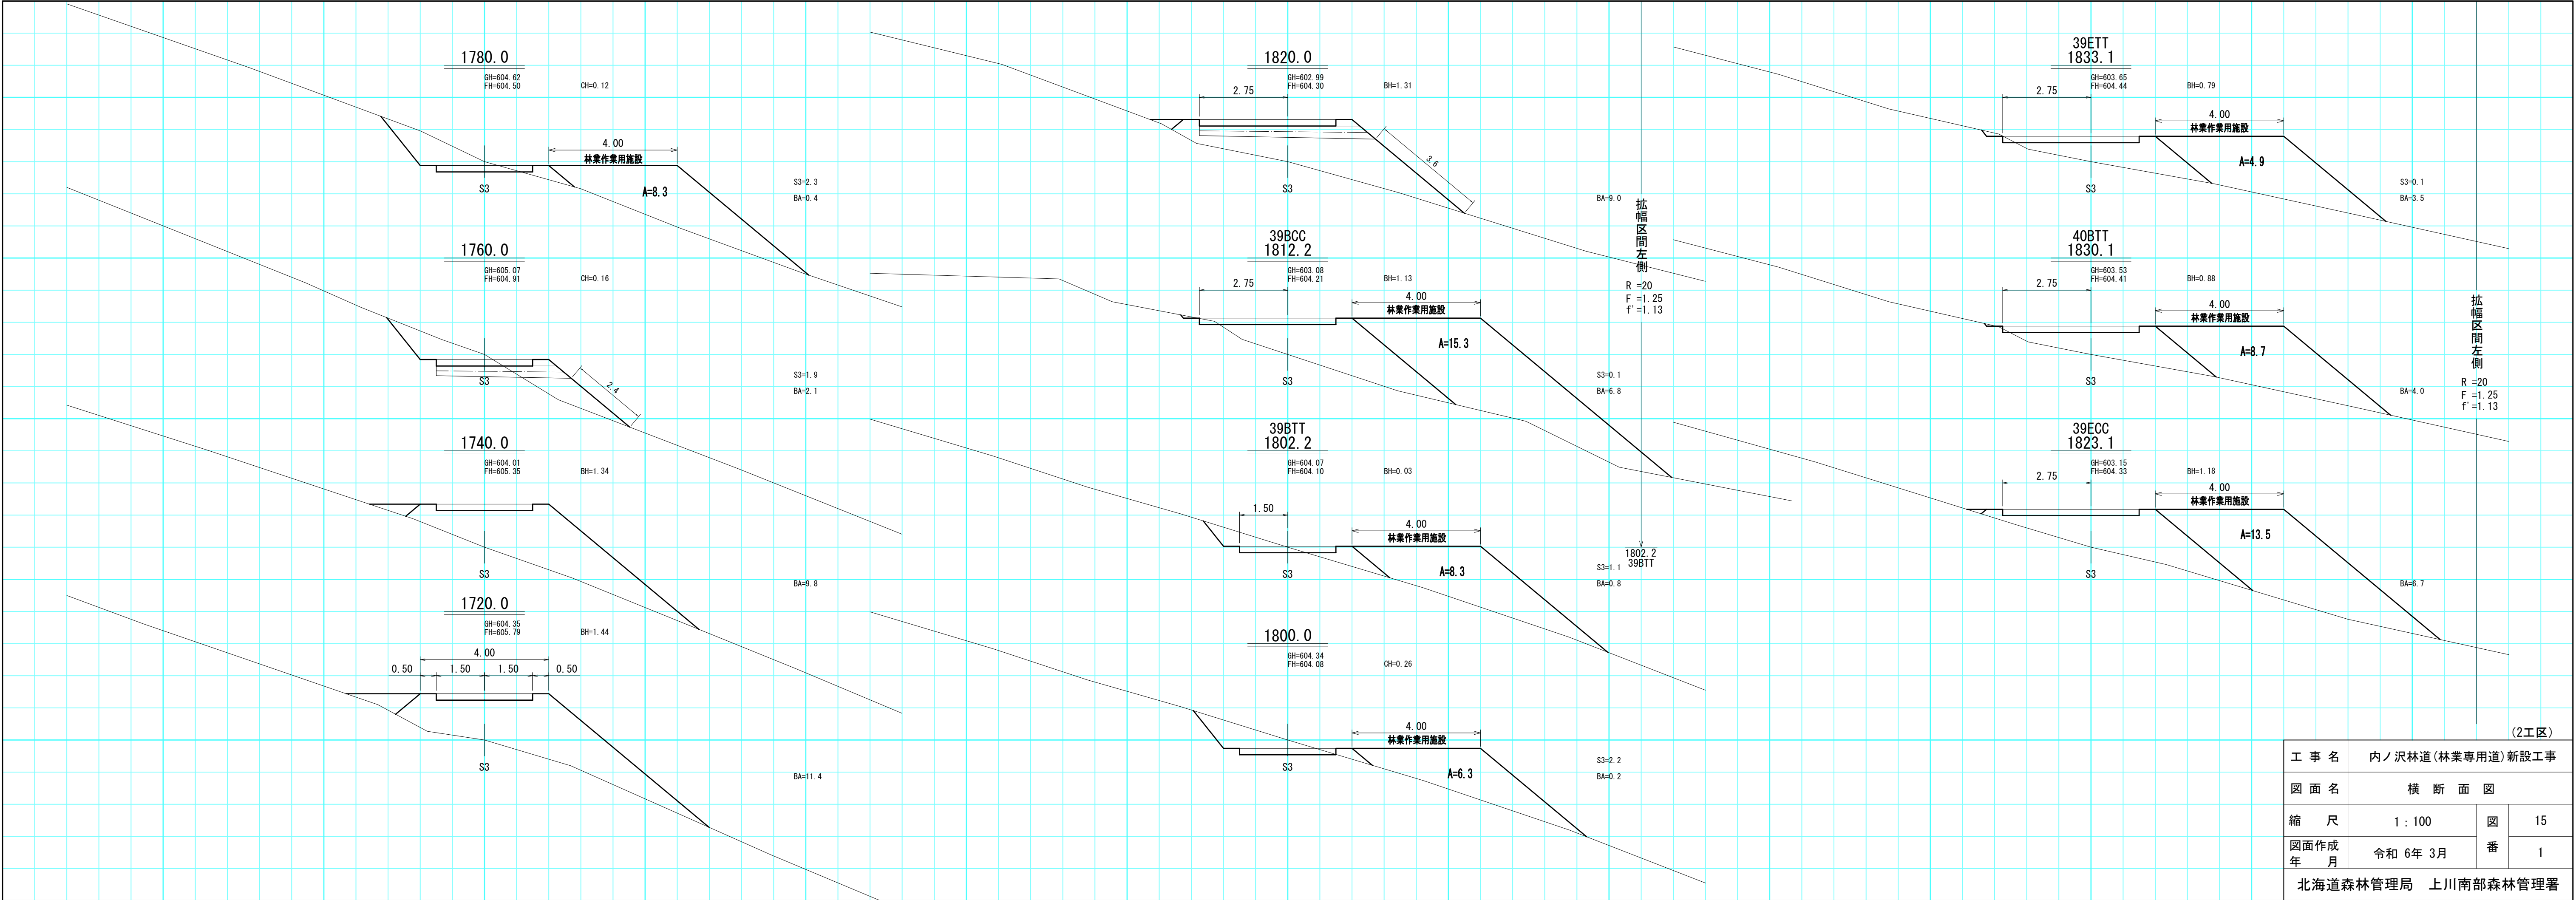 1780.0
GH=604.62
FH=604.50
CH=0.12
4.00
林業作業用施設
A=8.3
S3
S3=2.3
BA=0.4
1760.0
GH=605.07
FH=604.91
CH=0.16
2.4
S3
S3=1.9
BA=2.1
1740.0
GH=604.01
FH=605.35
BH=1.34
S3
BA=9.8
1720.0
GH=604.35
FH=605.79
BH=1.44
4.00
0.50
1.50
1.50
0.50
S3
BA=11.4
1820.0
GH=602.99
FH=604.30
BH=1.31
2.75
3.6
S3
BA=9.0
39BCC
1812.2
GH=603.08
FH=604.21
BH=1.13
2.75
4.00
林業作業用施設
A=15.3
S3
S3=0.1
BA=6.8
39BTT
1802.2
GH=604.07
FH=604.10
BH=0.03
1.50
4.00
林業作業用施設
A=8.3
S3
S3=1.1
BA=0.8
1800.0
GH=604.34
FH=604.08
CH=0.26
4.00
林業作業用施設
A=6.3
S3
S3=2.2
BA=0.2
拡幅区間左側
R =20
F =1.25
f'=1.13
1802.2
39BTT
39ETT
1833.1
GH=603.65
FH=604.44
BH=0.79
2.75
4.00
林業作業用施設
A=4.9
S3
S3=0.1
BA=3.5
40BTT
1830.1
GH=603.53
FH=604.41
BH=0.88
2.75
4.00
林業作業用施設
A=8.7
S3
BA=4.0
39ECC
1823.1
GH=603.15
FH=604.33
BH=1.18
2.75
4.00
林業作業用施設
A=13.5
S3
BA=6.7
拡幅区間左側
R =20
F =1.25
f'=1.13
(2工区)
工 事 名 内ノ沢林道(林業専用道)新設工事
図 面 名 横 断 面 図
縮 尺 1：100 図 15
図面作成
年 月 令和 6年 3月 番 1
北海道森林管理局 上川南部森林管理署